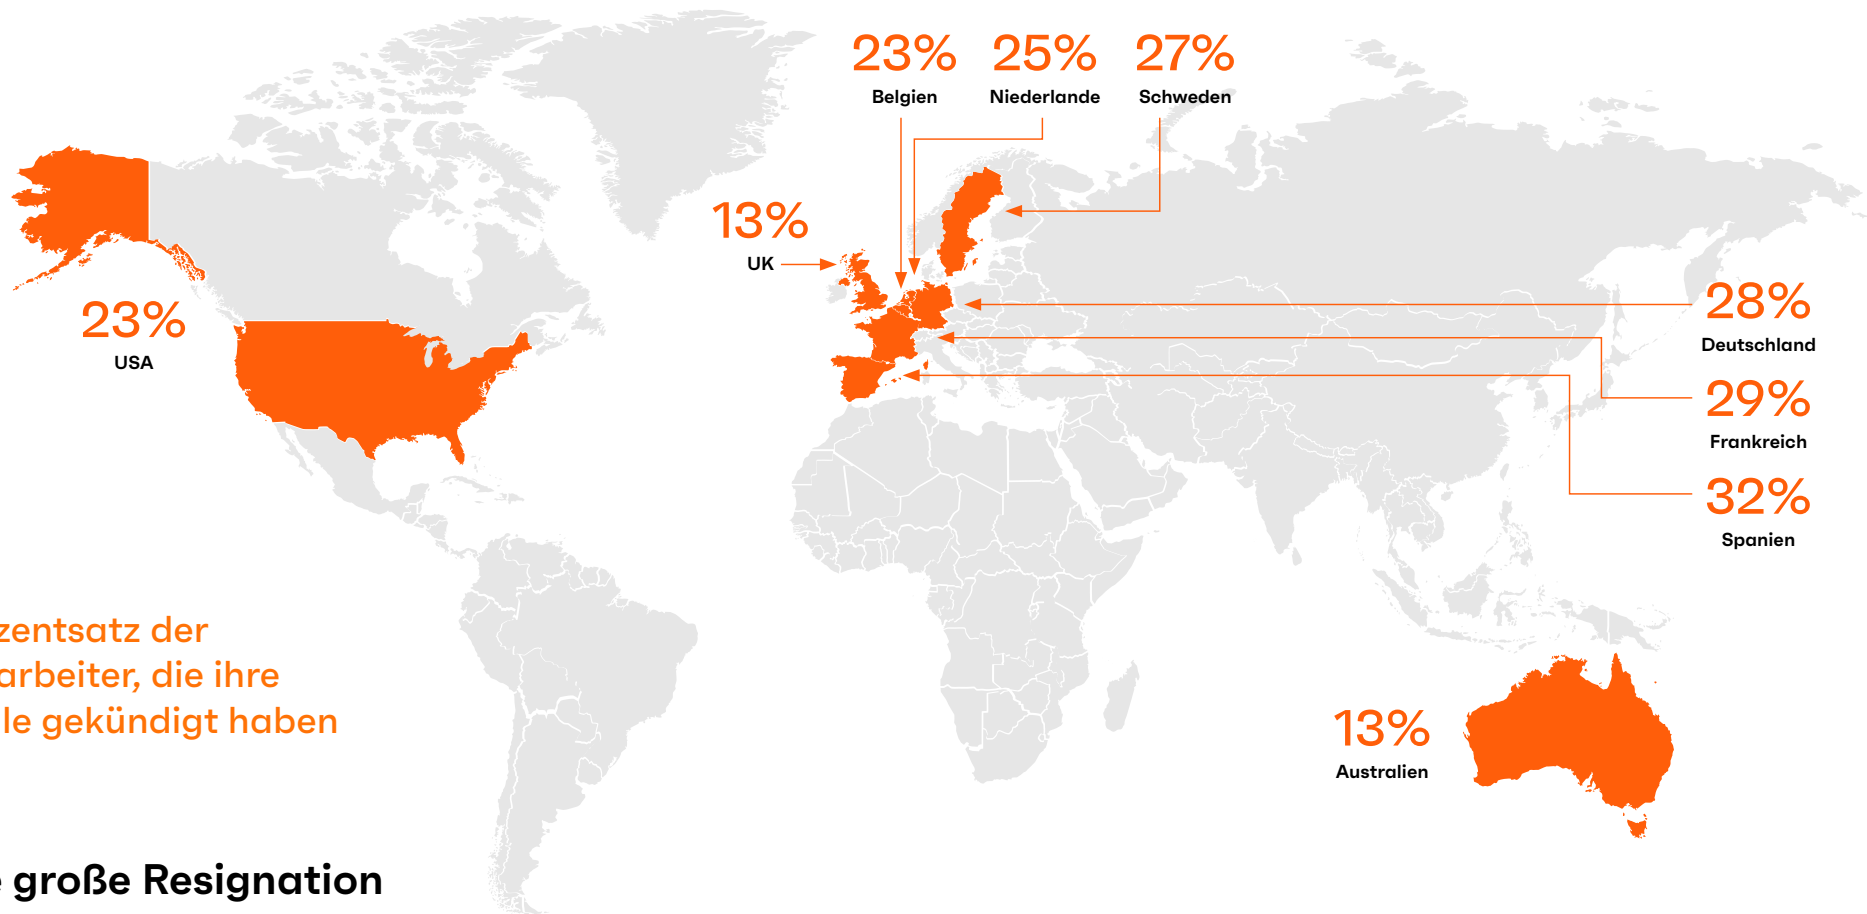 23%
Belgien
25%
Niederlande
27%
Schweden
13%
UK
23%
USA
28%
Deutschland
29%
Frankreich
32%
Spanien
zentsatz der
arbeiter, die ihre
le gekündigt haben
13%
Australien
große Resignation